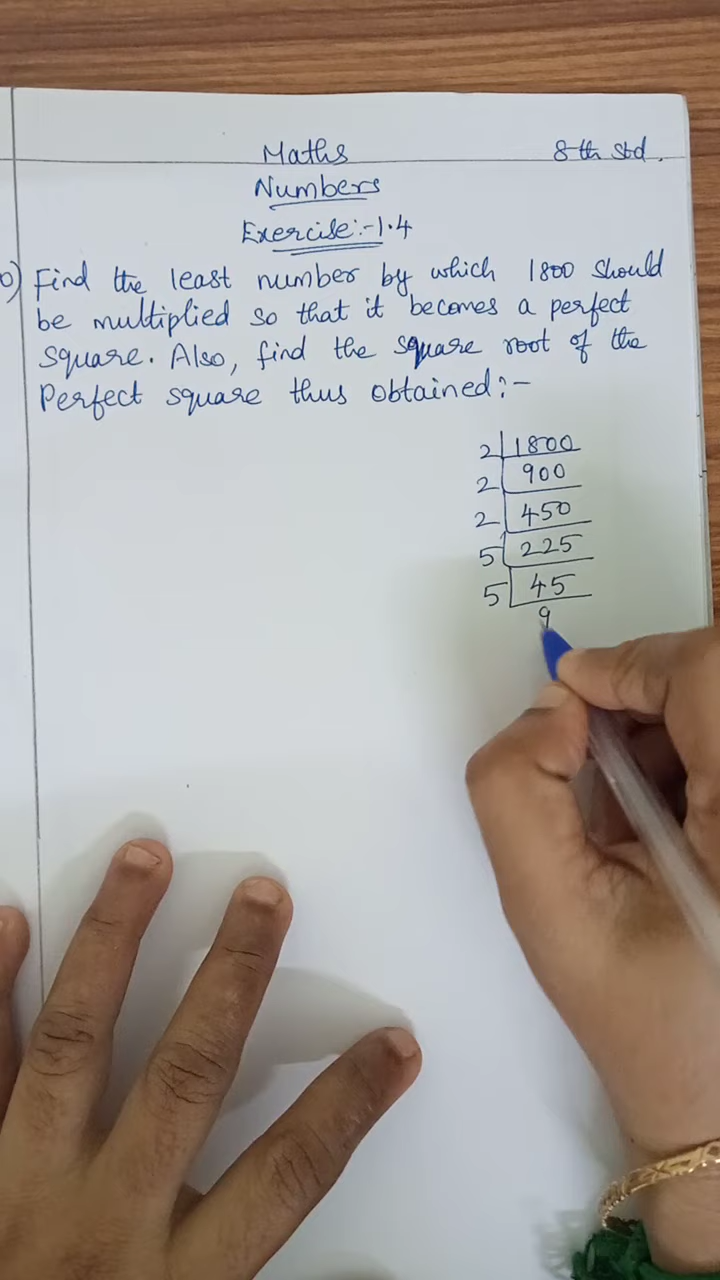 Maths 8th Std.
Numbers
Exercise:-1.4
0) Find the least number by which 1800 should
be multiplied so that it becomes a perfect
square. Also, find the square root of the
Perfect square thus obtained:-
2 1800
2 900
2 450
5 225
5 45
9